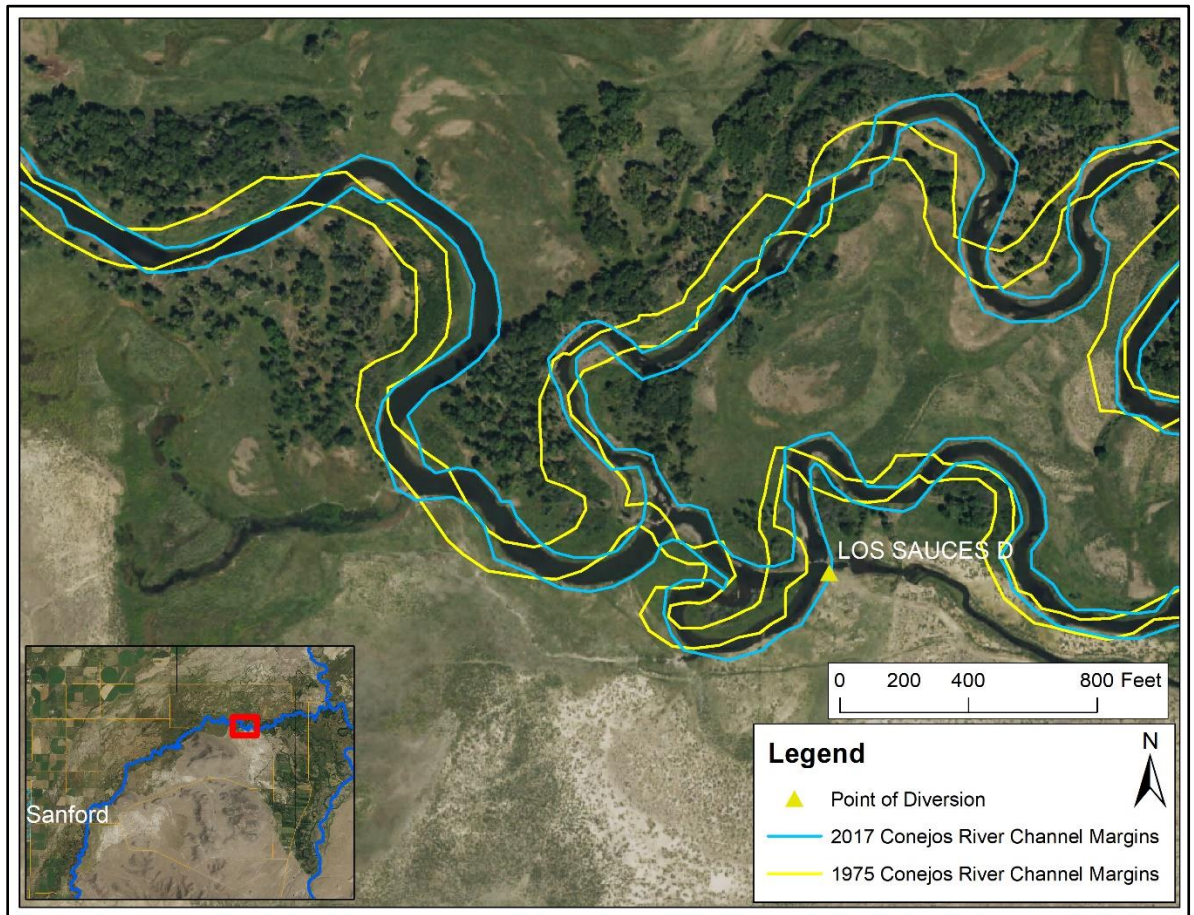 LOS SAUCES D
Sanford
0 200 400 800 Feet
Legend
N
Point of Diversion
2017 Conejos River Channel Margins
1975 Conejos River Channel Margins